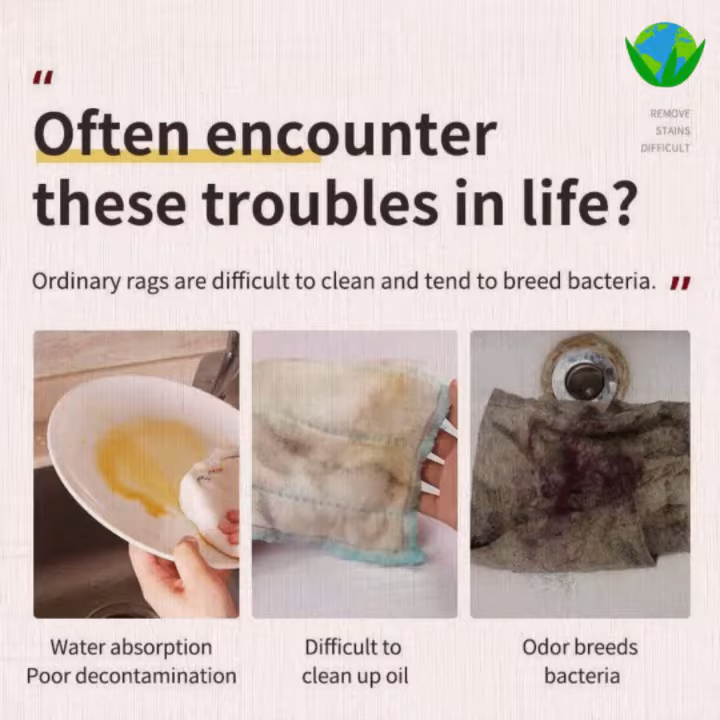 “
Often encounter
these troubles in life?
REMOVE
STAINS
DIFFICULT
Ordinary rags are difficult to clean and tend to breed bacteria. ”
Water absorption
Poor decontamination
Difficult to
clean up oil
Odor breeds
bacteria